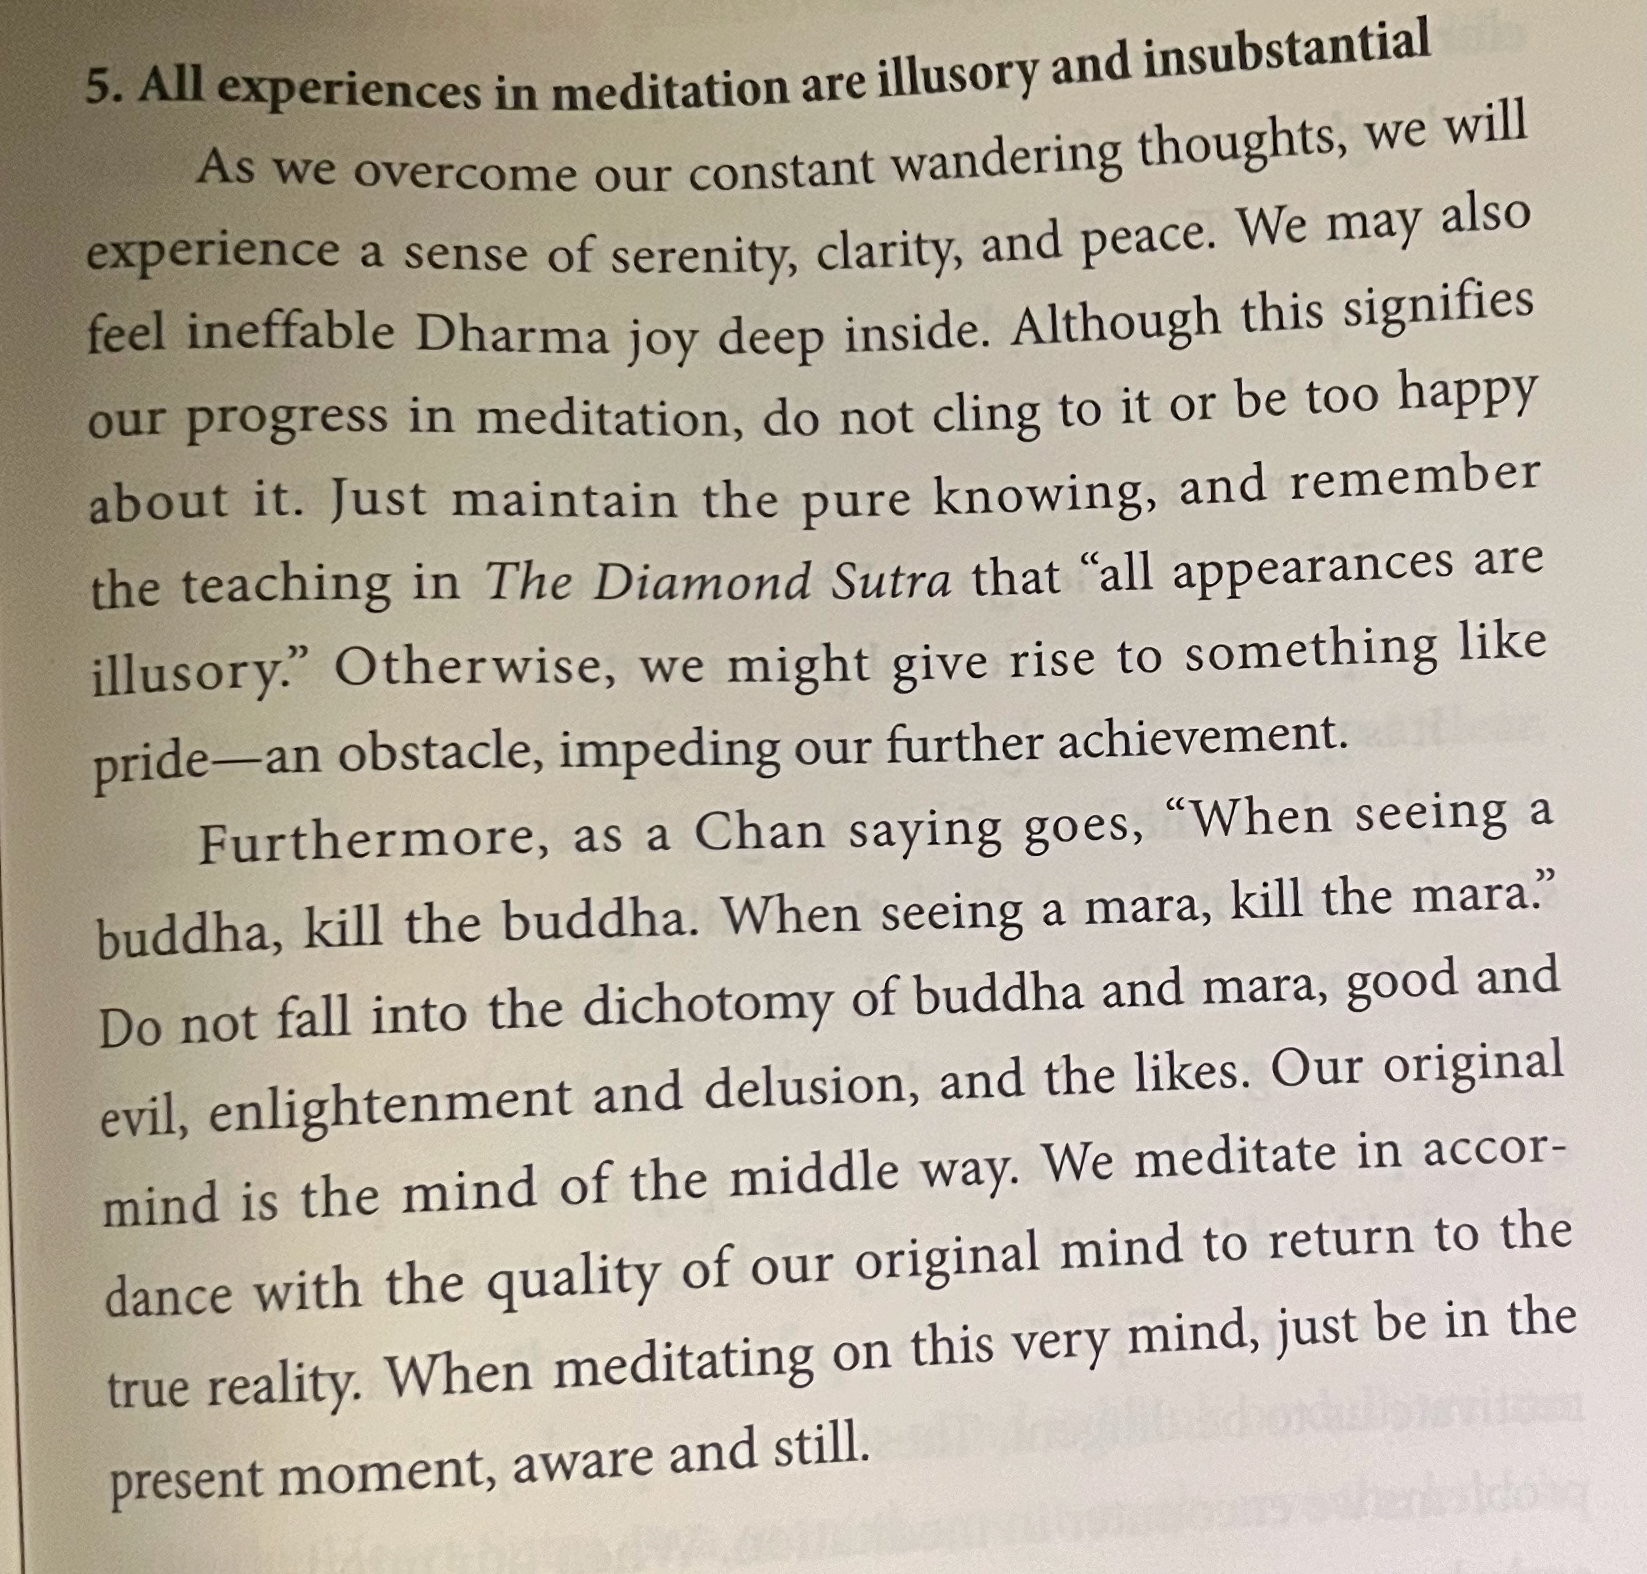 5. All experiences in meditation are illusory and insubstantial
As we overcome our constant wandering thoughts, we will
experience a sense of serenity, clarity, and peace. We may also
feel ineffable Dharma joy deep inside. Although this signifies
our progress in meditation, do not cling to it or be too happy
about it. Just maintain the pure knowing, and remember
the teaching in The Diamond Sutra that “all appearances are
illusory.” Otherwise, we might give rise to something like
pride—an obstacle, impeding our further achievement.
Furthermore, as a Chan saying goes, “When seeing a
buddha, kill the buddha. When seeing a mara, kill the mara.”
Do not fall into the dichotomy of buddha and mara, good and
evil, enlightenment and delusion, and the likes. Our original
mind is the mind of the middle way. We meditate in accor-
dance with the quality of our original mind to return to the
true reality. When meditating on this very mind, just be in the
present moment, aware and still.